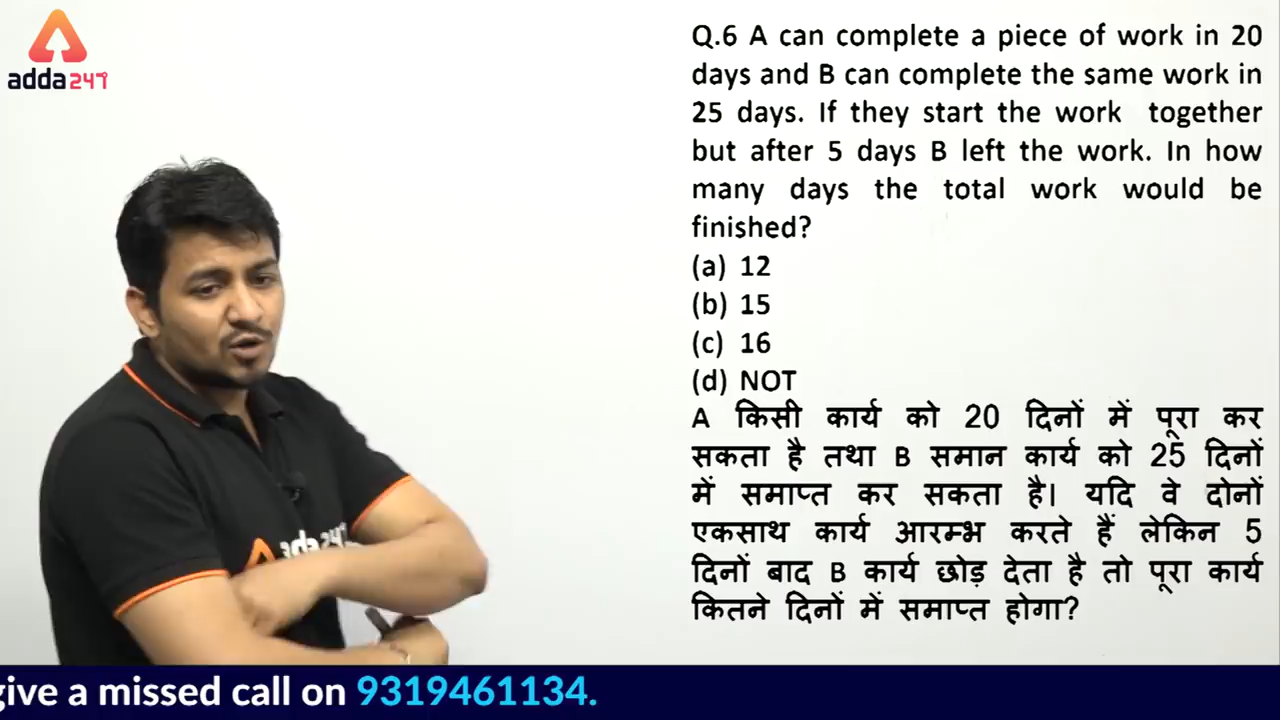 adda247
Q.6 A can complete a piece of work in 20
days and B can complete the same work in
25 days. If they start the work together
but after 5 days B left the work. In how
many days the total work would be
finished?
(a) 12
(b) 15
(c) 16
(d) NOT
A किसी कार्य को 20 दिनों में पूरा कर
सकता है तथा B समान कार्य को 25 दिनों
में समाप्त कर सकता है। यदि वे दोनों
एकसाथ कार्य आरम्भ करते हैं लेकिन 5
दिनों बाद B कार्य छोड़ देता है तो पूरा कार्य
कितने दिनों में समाप्त होगा?
adda247
give a missed call on 9319461134.